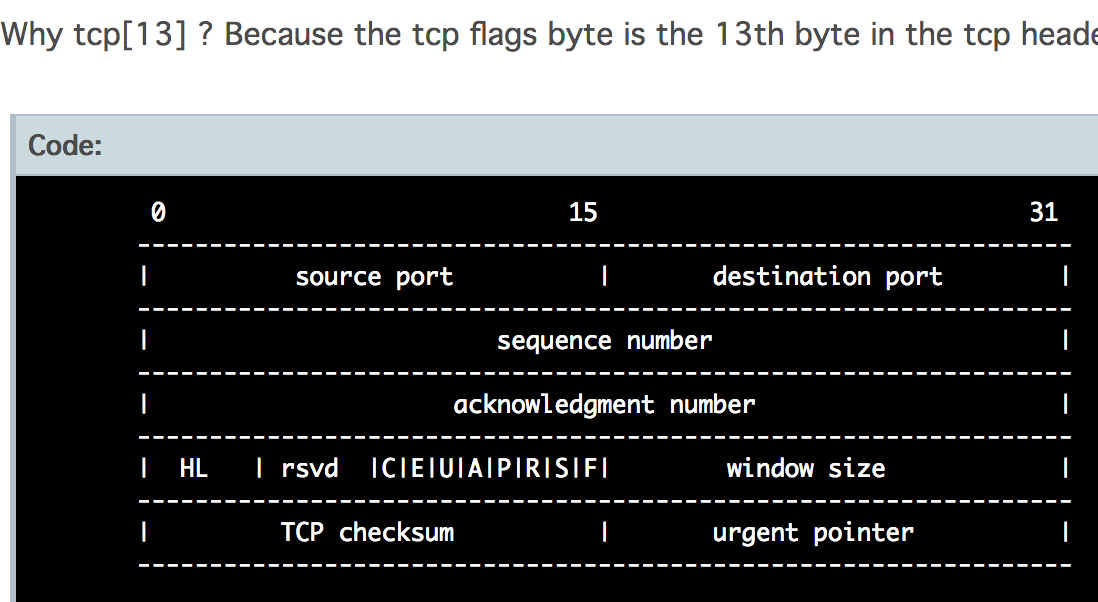 Why tcp[13] ? Because the tcp flags byte is the 13th byte in the tcp heade
Code:
0 15 31
---------------------------------------------------------------
| source port | destination port |
---------------------------------------------------------------
| sequence number |
---------------------------------------------------------------
| acknowledgment number |
---------------------------------------------------------------
| HL | rsvd |C|E|U|A|P|R|S|F| window size |
---------------------------------------------------------------
| TCP checksum | urgent pointer |
---------------------------------------------------------------